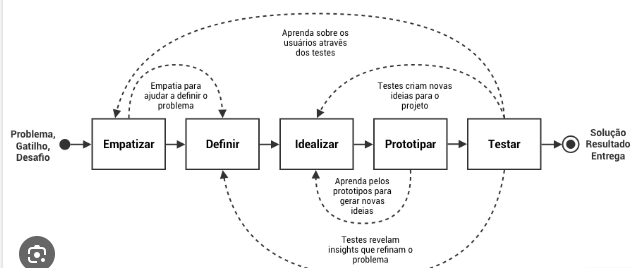 Aprenda sobre os
usuários através
dos testes
Empatia para
ajudar a definir o
problema
Testes criam novas
ideias para o
projeto
Problema,
Gatilho,
Desafio
Empatizar
Definir
Idealizar
Prototipar
Testar
Solução
Resultado
Entrega
Aprenda pelos
prototipos para
gerar novas
ideias
Testes revelam
insights que refinam o
problema